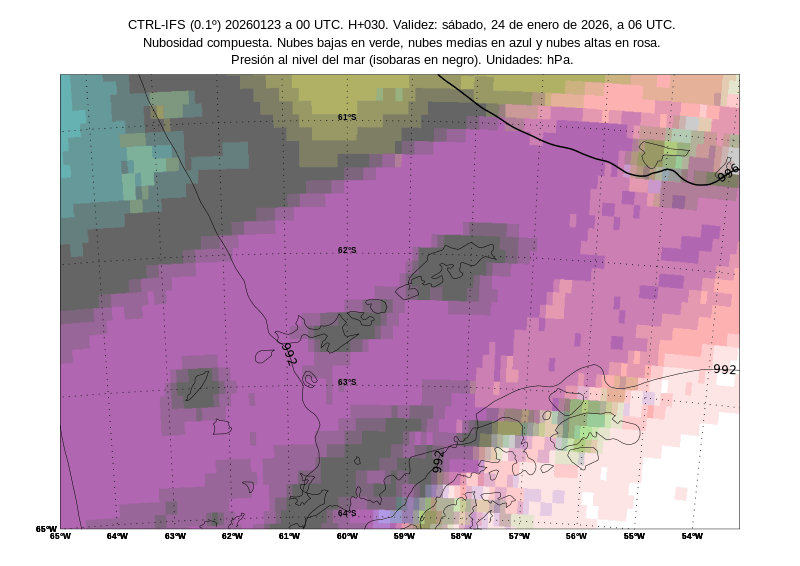 CTRL-IFS (0.1º) 20260123 a 00 UTC. H+030. Validez: sábado, 24 de enero de 2026, a 06 UTC.
Nubosidad compuesta. Nubes bajas en verde, nubes medias en azul y nubes altas en rosa.
Presión al nivel del mar (isobaras en negro). Unidades: hPa.
61°S
996
62°S
992
992
63°S
992
64°S
65°W
65°W 64°W 63°W 62°W 61°W 60°W 59°W 58°W 57°W 56°W 55°W 54°W